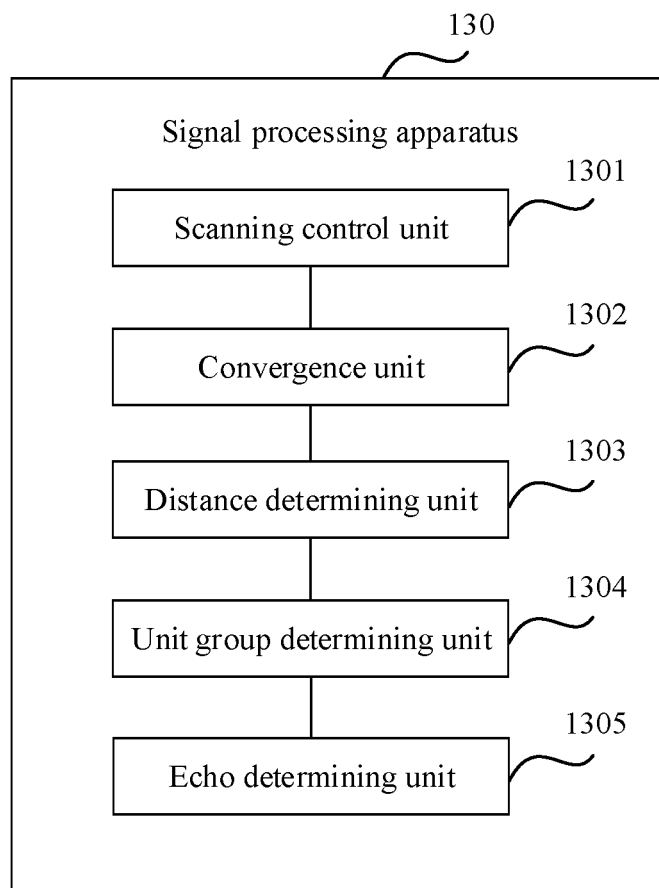 130
Signal processing apparatus
1301
Scanning control unit
1302
Convergence unit
1303
Distance determining unit
1304
Unit group determining unit
1305
Echo determining unit